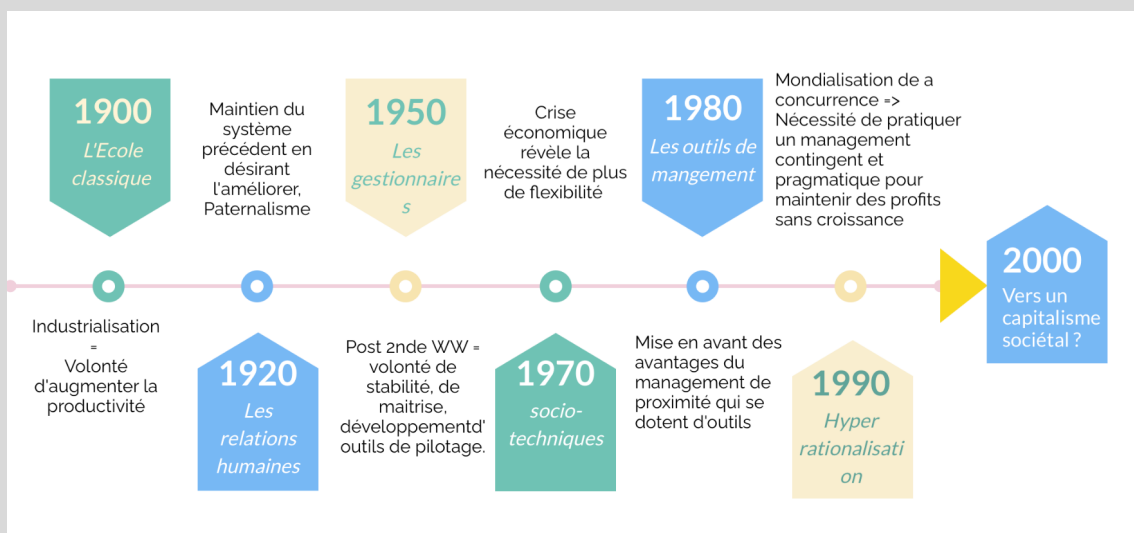 1900
L'Ecole
classique
Industrialisation
=
Volonté
d'augmenter la
productivité
Maintien du
système
précédent en
désirant
l'améliorer,
Paternalisme
1920
Les
relations
humaines
1950
Les
gestionnaire
s
Post 2nde WW =
volonté de
stabilité, de
maitrise,
développementd'
outils de pilotage.
Crise
économique
révèle la
nécessité de plus
de flexibilité
1970
socio-
techniques
1980
Les outils de
mangement
Mise en avant des
avantages du
management de
proximité qui se
dotent d'outils
Mondialisation de a
concurrence =>
Nécessité de pratiquer
un management
contingent et
pragmatique pour
maintenir des profits
sans croissance
1990
Hyper
rationalisati
on
2000
Vers un
capitalisme
sociétal ?